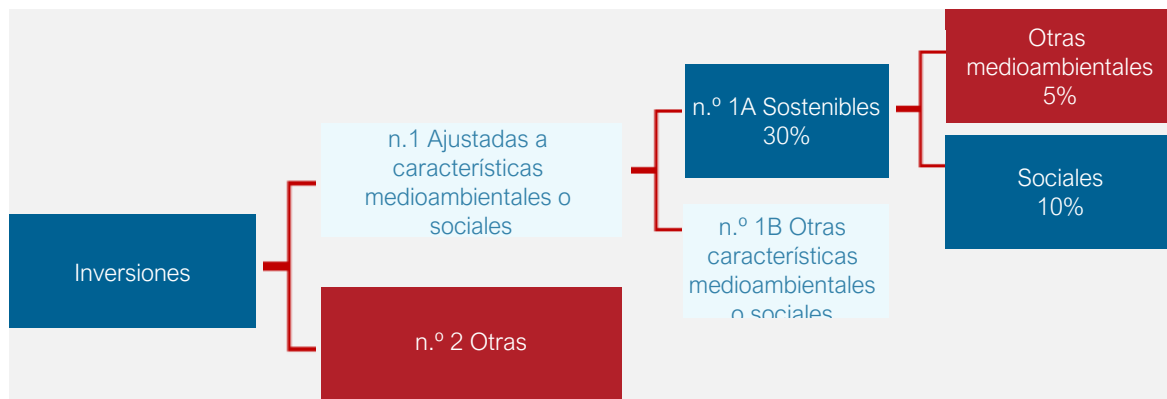 Inversiones
n.1 Ajustadas a
características
medioambientales o
sociales
n.º 2 Otras
n.º 1A Sostenibles
30%
n.º 1B Otras
características
medioambientales
o sociales
Otras
medioambientales
5%
Sociales
10%